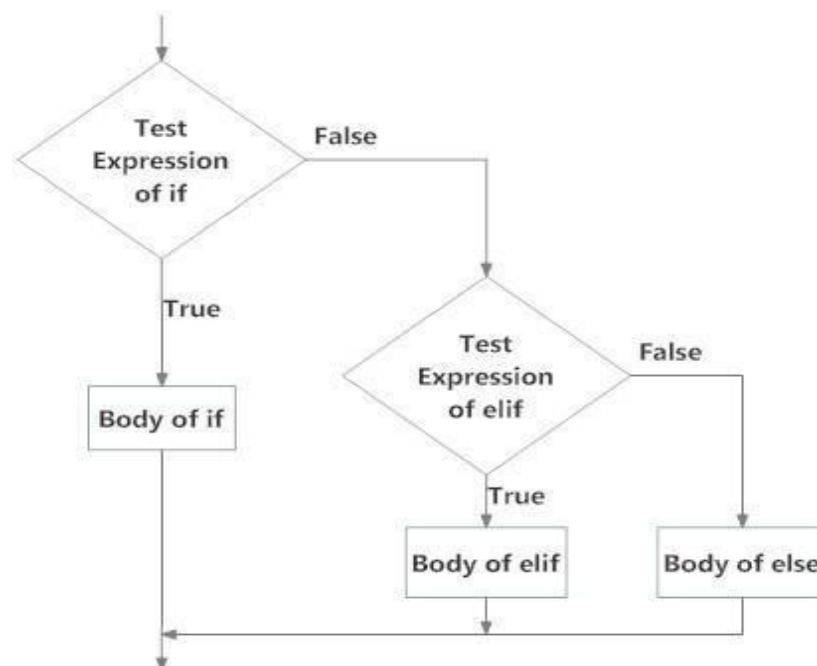 Test
Expression
of if
False
True
Body of if
Test
Expression
of elif
False
True
Body of elif
Body of else